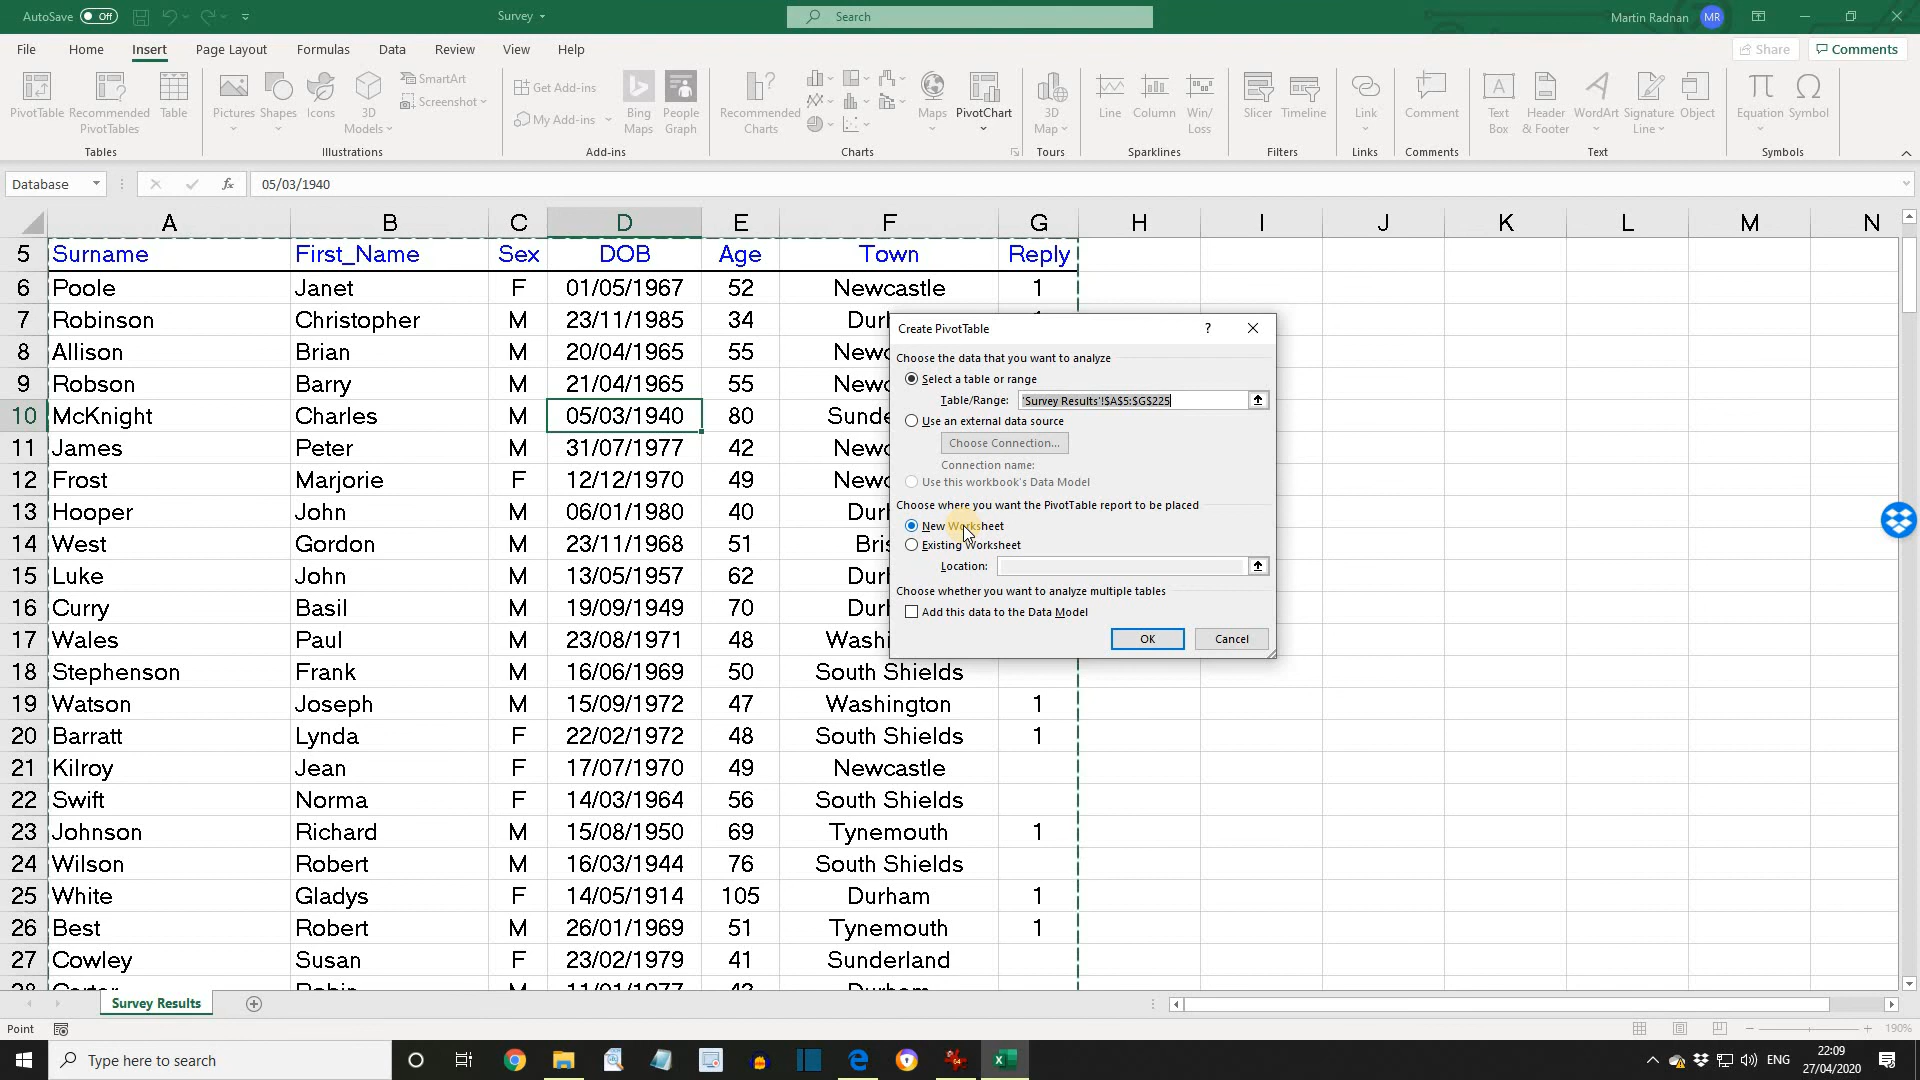 AutoSave Off Survey Search Martin Radnan MR
File Home Insert Page Layout Formulas Data Review View Help Share Comments
PivotTable Recommended PivotTables Table Pictures Shapes Icons 3D Models SmartArt Screenshot Get Add-ins My Add-ins Bing Maps People Graph Recommended Charts Maps PivotChart 3D Map Line Column Win/Loss Slicer Timeline Link Comment Text Box Header & Footer WordArt Signature Line Object Equation Symbol
Tables Illustrations Add-ins Charts Tours Sparklines Filters Links Comments Text Symbols
Database fx 05/03/1940
A B C D E F G H I J K L M N
5 Surname First_Name Sex DOB Age Town Reply
6 Poole Janet F 01/05/1967 52 Newcastle 1
7 Robinson Christopher M 23/11/1985 34
8 Allison Brian M 20/04/1965 55
9 Robson Barry M 21/04/1965 55
10 McKnight Charles M 05/03/1940 80
11 James Peter M 31/07/1977 42
12 Frost Marjorie F 12/12/1970 49
13 Hooper John M 06/01/1980 40
14 West Gordon M 23/11/1968 51
15 Luke John M 13/05/1957 62
16 Curry Basil M 19/09/1949 70
17 Wales Paul M 23/08/1971 48
18 Stephenson Frank M 16/06/1969 50 South Shields
19 Watson Joseph M 15/09/1972 47 Washington 1
20 Barratt Lynda F 22/02/1972 48 South Shields 1
21 Kilroy Jean F 17/07/1970 49 Newcastle
22 Swift Norma F 14/03/1964 56 South Shields
23 Johnson Richard M 15/08/1950 69 Tynemouth 1
24 Wilson Robert M 16/03/1944 76 South Shields
25 White Gladys F 14/05/1914 105 Durham 1
26 Best Robert M 26/01/1969 51 Tynemouth 1
27 Cowley Susan F 23/02/1979 41 Sunderland
Create PivotTable ?
Choose the data that you want to analyze
Select a table or range
Table/Range: 'Survey Results'!$A$5:$G$225
Use an external data source
Choose Connection...
Connection name:
Use this workbook's Data Model
Choose where you want the PivotTable report to be placed
New Worksheet
Existing Worksheet
Location:
Choose whether you want to analyze multiple tables
Add this data to the Data Model
OK Cancel
Survey Results
Point 190%
Type here to search ENG 22:09
27/04/2020